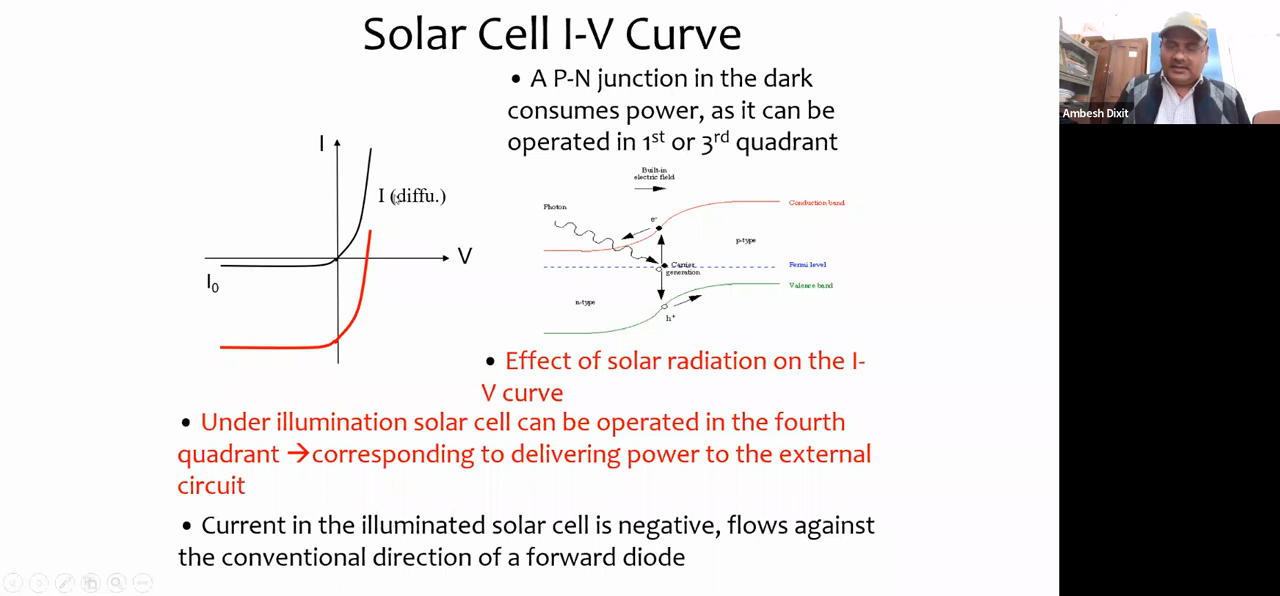 Solar Cell I-V Curve
• A P-N junction in the dark
consumes power, as it can be
operated in 1st or 3rd quadrant
I
I (diffu.)
V
I0
Built-in
electric field
Photon
e-
Conduction band
p-type
Carrier
generation
Fermi level
Valence band
n-type
h+
• Effect of solar radiation on the I-
V curve
• Under illumination solar cell can be operated in the fourth
quadrant →corresponding to delivering power to the external
circuit
• Current in the illuminated solar cell is negative, flows against
the conventional direction of a forward diode
Ambesh Dixit